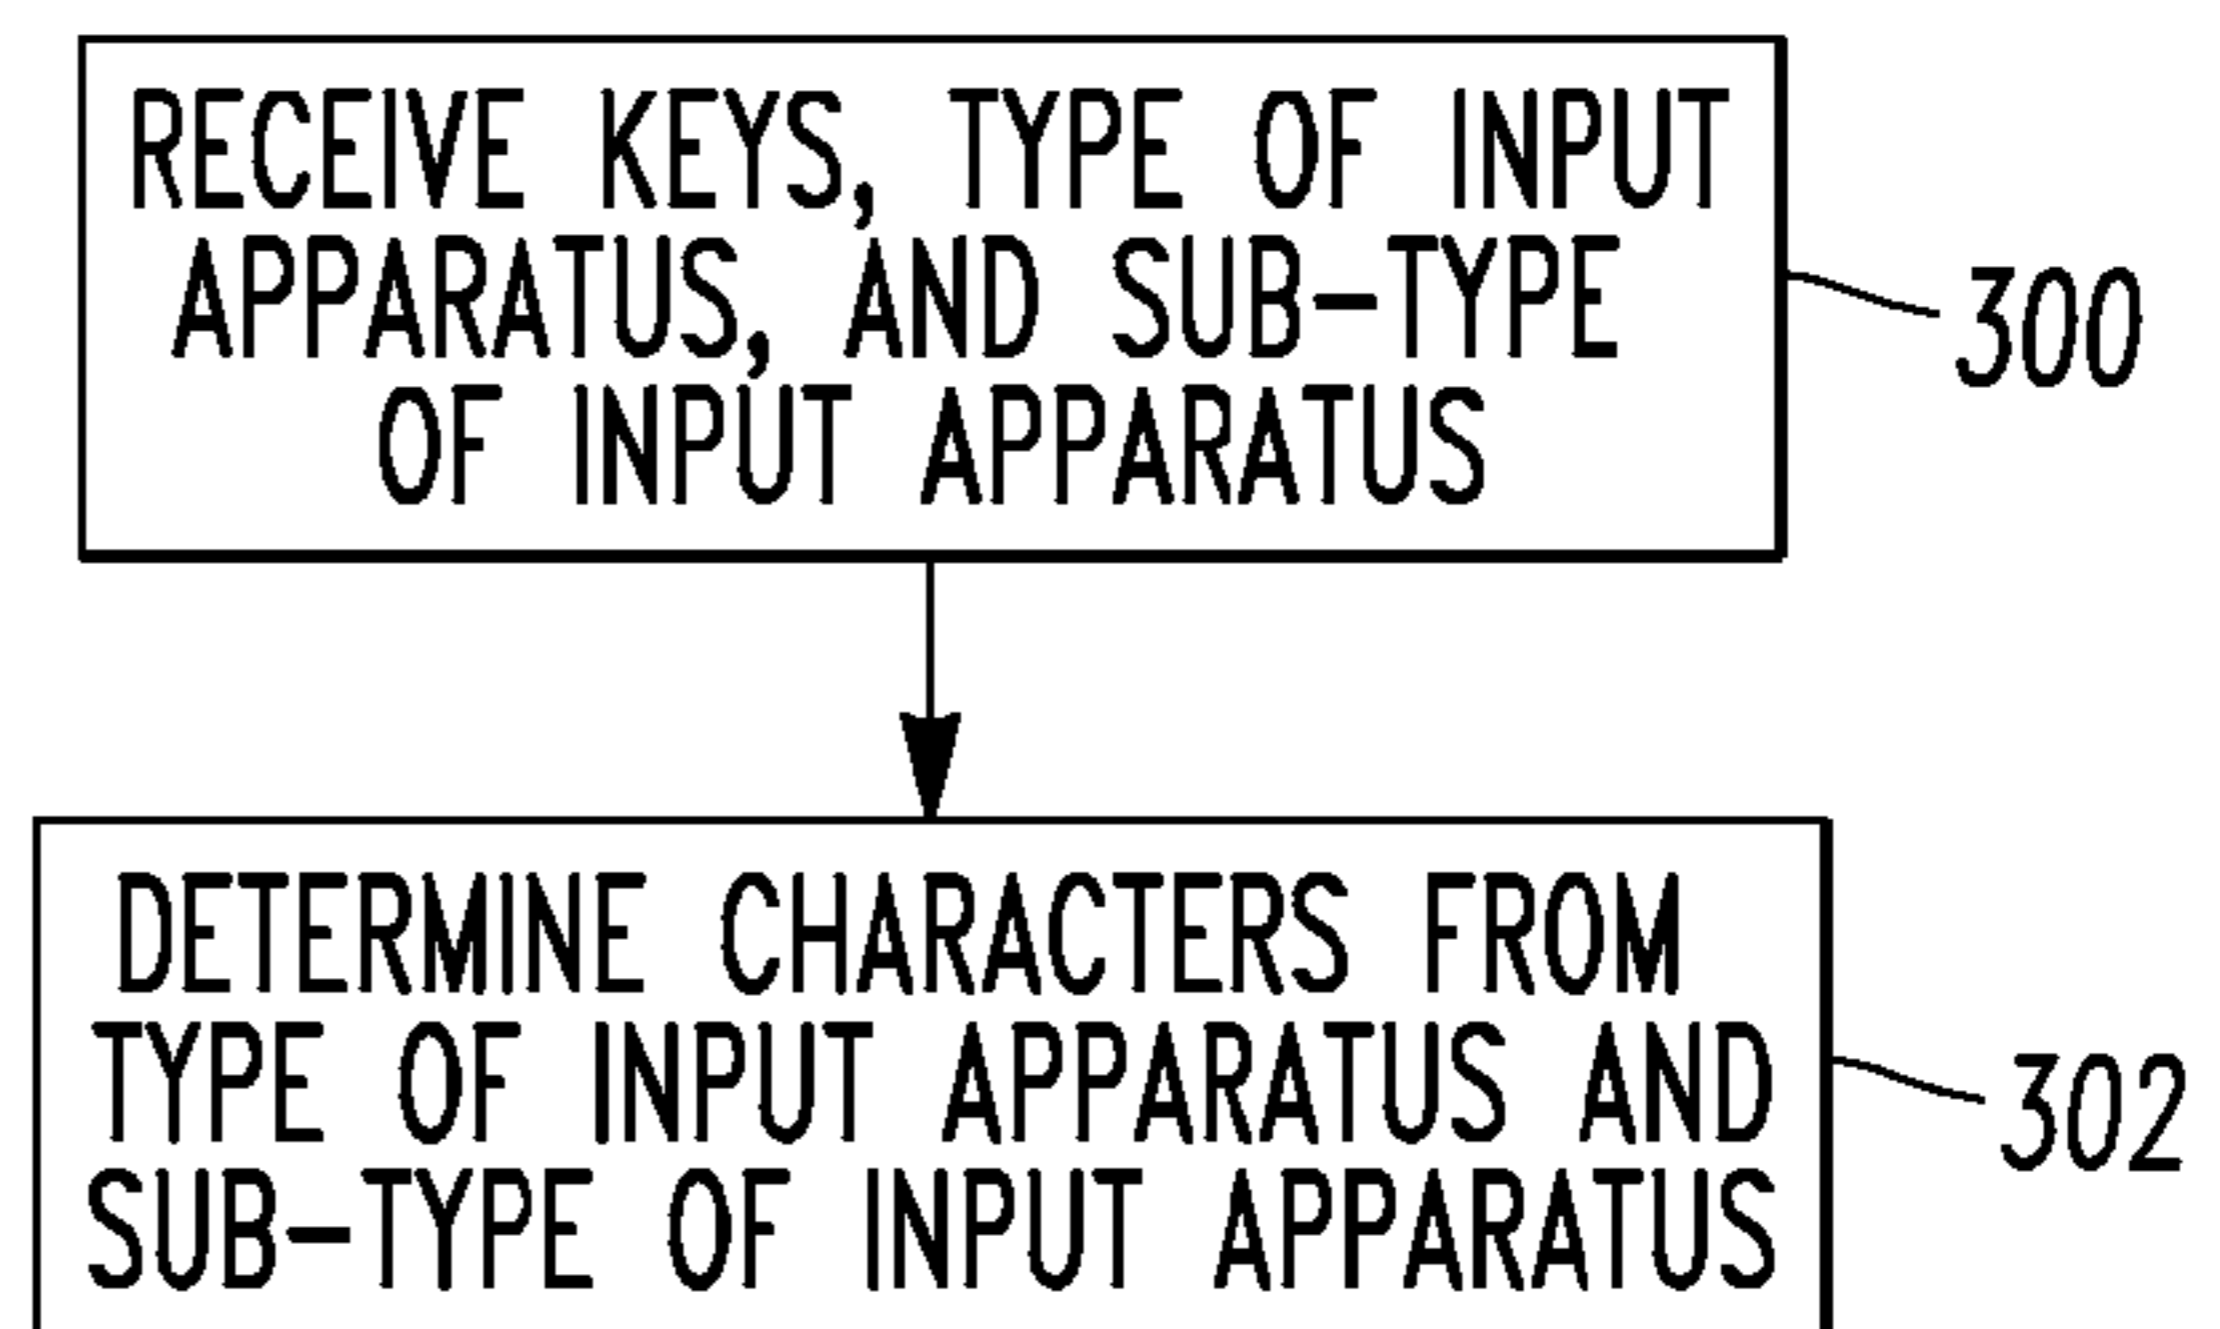 RECEIVE KEYS, TYPE OF INPUT
APPARATUS, AND SUB-TYPE
OF INPUT APPARATUS
300
DETERMINE CHARACTERS FROM
TYPE OF INPUT APPARATUS AND
SUB-TYPE OF INPUT APPARATUS
302